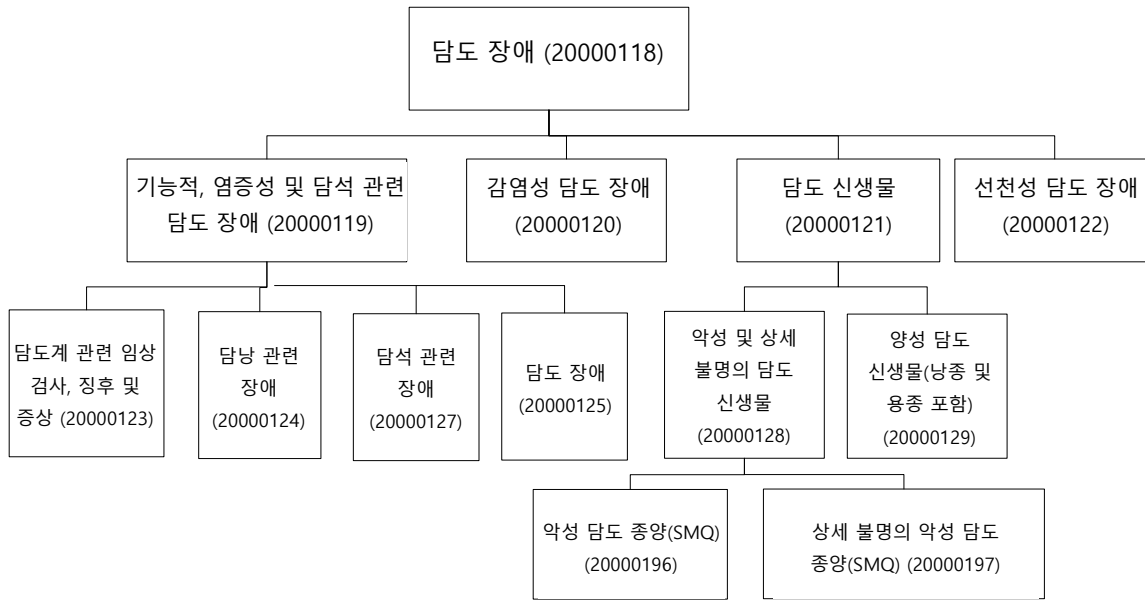 담도 장애 (20000118)
기능적, 염증성 및 담석 관련
담도 장애 (20000119)
감염성 담도 장애
(20000120)
담도 신생물
(20000121)
선천성 담도 장애
(20000122)
담도계 관련 임상
검사, 징후 및
증상 (20000123)
담낭 관련
장애
(20000124)
담석 관련
장애
(20000127)
담도 장애
(20000125)
악성 및 상세
불명의 담도
신생물
(20000128)
양성 담도
신생물(낭종 및
용종 포함)
(20000129)
악성 담도 종양(SMQ)
(20000196)
상세 불명의 악성 담도
종양(SMQ) (20000197)